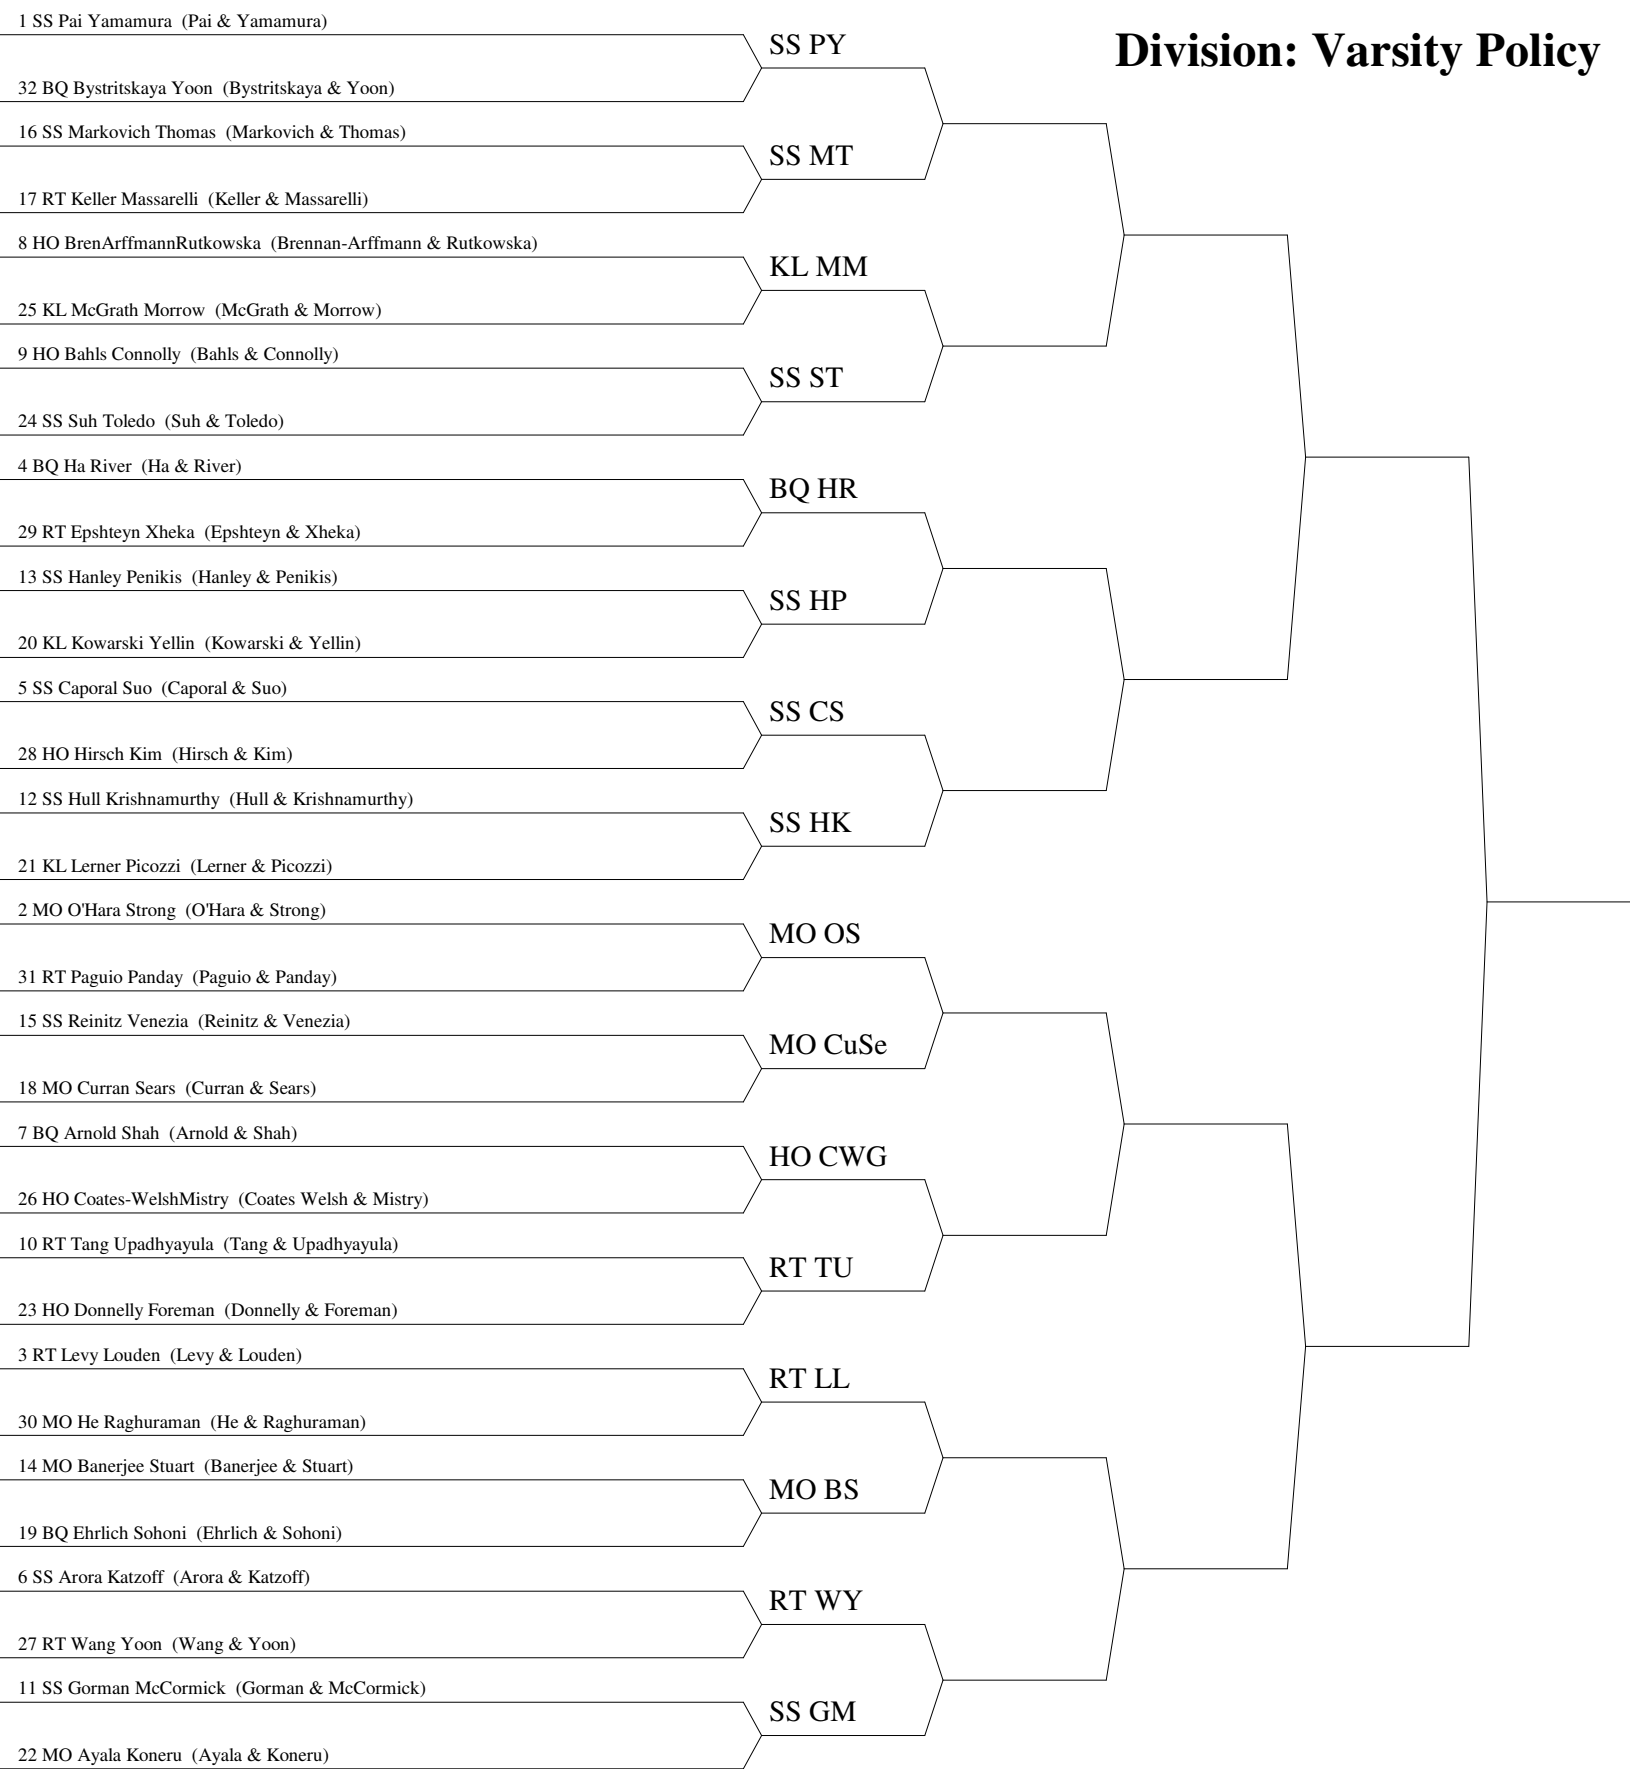 1 SS Pai Yamamura (Pai & Yamamura)
SS PY
Division: Varsity Policy
32 BQ Bystritskaya Yoon (Bystritskaya & Yoon)
16 SS Markovich Thomas (Markovich & Thomas)
SS MT
17 RT Keller Massarelli (Keller & Massarelli)
8 HO BrenArffmannRutkowska (Brennan-Arffmann & Rutkowska)
KL MM
25 KL McGrath Morrow (McGrath & Morrow)
9 HO Bahls Connolly (Bahls & Connolly)
SS ST
24 SS Suh Toledo (Suh & Toledo)
4 BQ Ha River (Ha & River)
BQ HR
29 RT Epshteyn Xheka (Epshteyn & Xheka)
13 SS Hanley Penikis (Hanley & Penikis)
SS HP
20 KL Kowarski Yellin (Kowarski & Yellin)
5 SS Caporal Suo (Caporal & Suo)
SS CS
28 HO Hirsch Kim (Hirsch & Kim)
12 SS Hull Krishnamurthy (Hull & Krishnamurthy)
SS HK
21 KL Lerner Picozzi (Lerner & Picozzi)
2 MO O'Hara Strong (O'Hara & Strong)
MO OS
31 RT Paguio Panday (Paguio & Panday)
15 SS Reinitz Venezia (Reinitz & Venezia)
MO CuSe
18 MO Curran Sears (Curran & Sears)
7 BQ Arnold Shah (Arnold & Shah)
HO CWG
26 HO Coates-WelshMistry (Coates Welsh & Mistry)
10 RT Tang Upadhyayula (Tang & Upadhyayula)
RT TU
23 HO Donnelly Foreman (Donnelly & Foreman)
3 RT Levy Louden (Levy & Louden)
RT LL
30 MO He Raghuraman (He & Raghuraman)
14 MO Banerjee Stuart (Banerjee & Stuart)
MO BS
19 BQ Ehrlich Sohoni (Ehrlich & Sohoni)
6 SS Arora Katzoff (Arora & Katzoff)
RT WY
27 RT Wang Yoon (Wang & Yoon)
11 SS Gorman McCormick (Gorman & McCormick)
SS GM
22 MO Ayala Koneru (Ayala & Koneru)